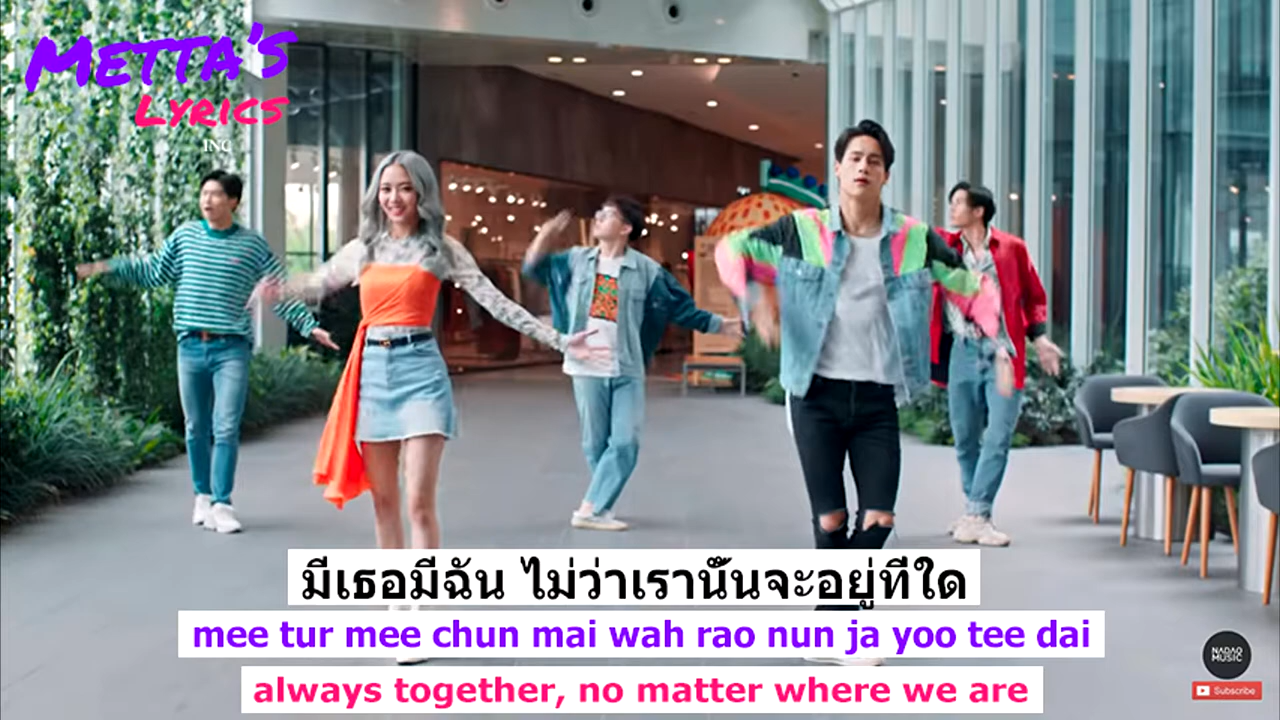 METTA'S
LYRICS
INC
มีเธอมีฉัน ไม่ว่าเรานั้นจะอยู่ที่ใด
mee tur mee chun mai wah rao nun ja yoo tee dai
always together, no matter where we are
NADAO
MUSIC
Subscribe